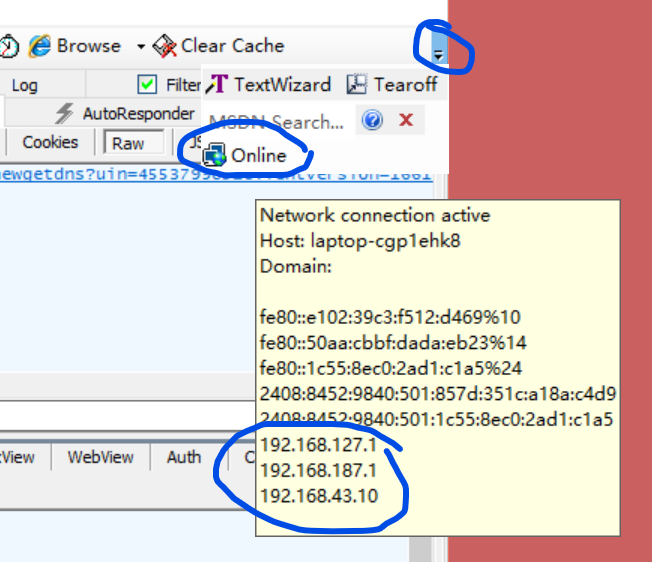 Browse
Clear Cache
Log
Filter
TextWizard
Tearoff
AutoResponder
MSDN Search...
Cookies
Raw
Online
Network connection active
Host: laptop-cgp1ehk8
Domain:
fe80::e102:39c3:f512:d469%10
fe80::50aa:cbbf:dada:eb23%14
fe80::1c55:8ec0:2ad1:c1a5%24
2408:8452:9840:501:857d:351c:a18a:c4d9
2408:8452:9840:501:1c55:8ec0:2ad1:c1a5
192.168.127.1
192.168.187.1
192.168.43.10
View
WebView
Auth